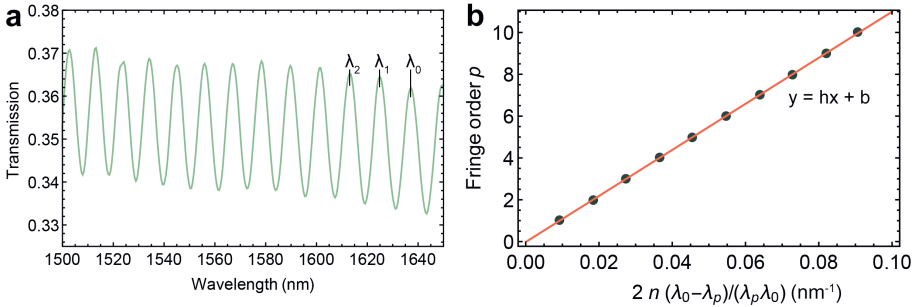 a
0.38
0.37
0.36
0.35
0.34
0.33
Transmission
λ2
λ1
λ0
1500 1520 1540 1560 1580 1600 1620 1640
Wavelength (nm)
b
10
8
6
4
2
0
Fringe order p
y = hx + b
0.00 0.02 0.04 0.06 0.08 0.10
2 n (λ0−λp)/(λpλ0) (nm-1)